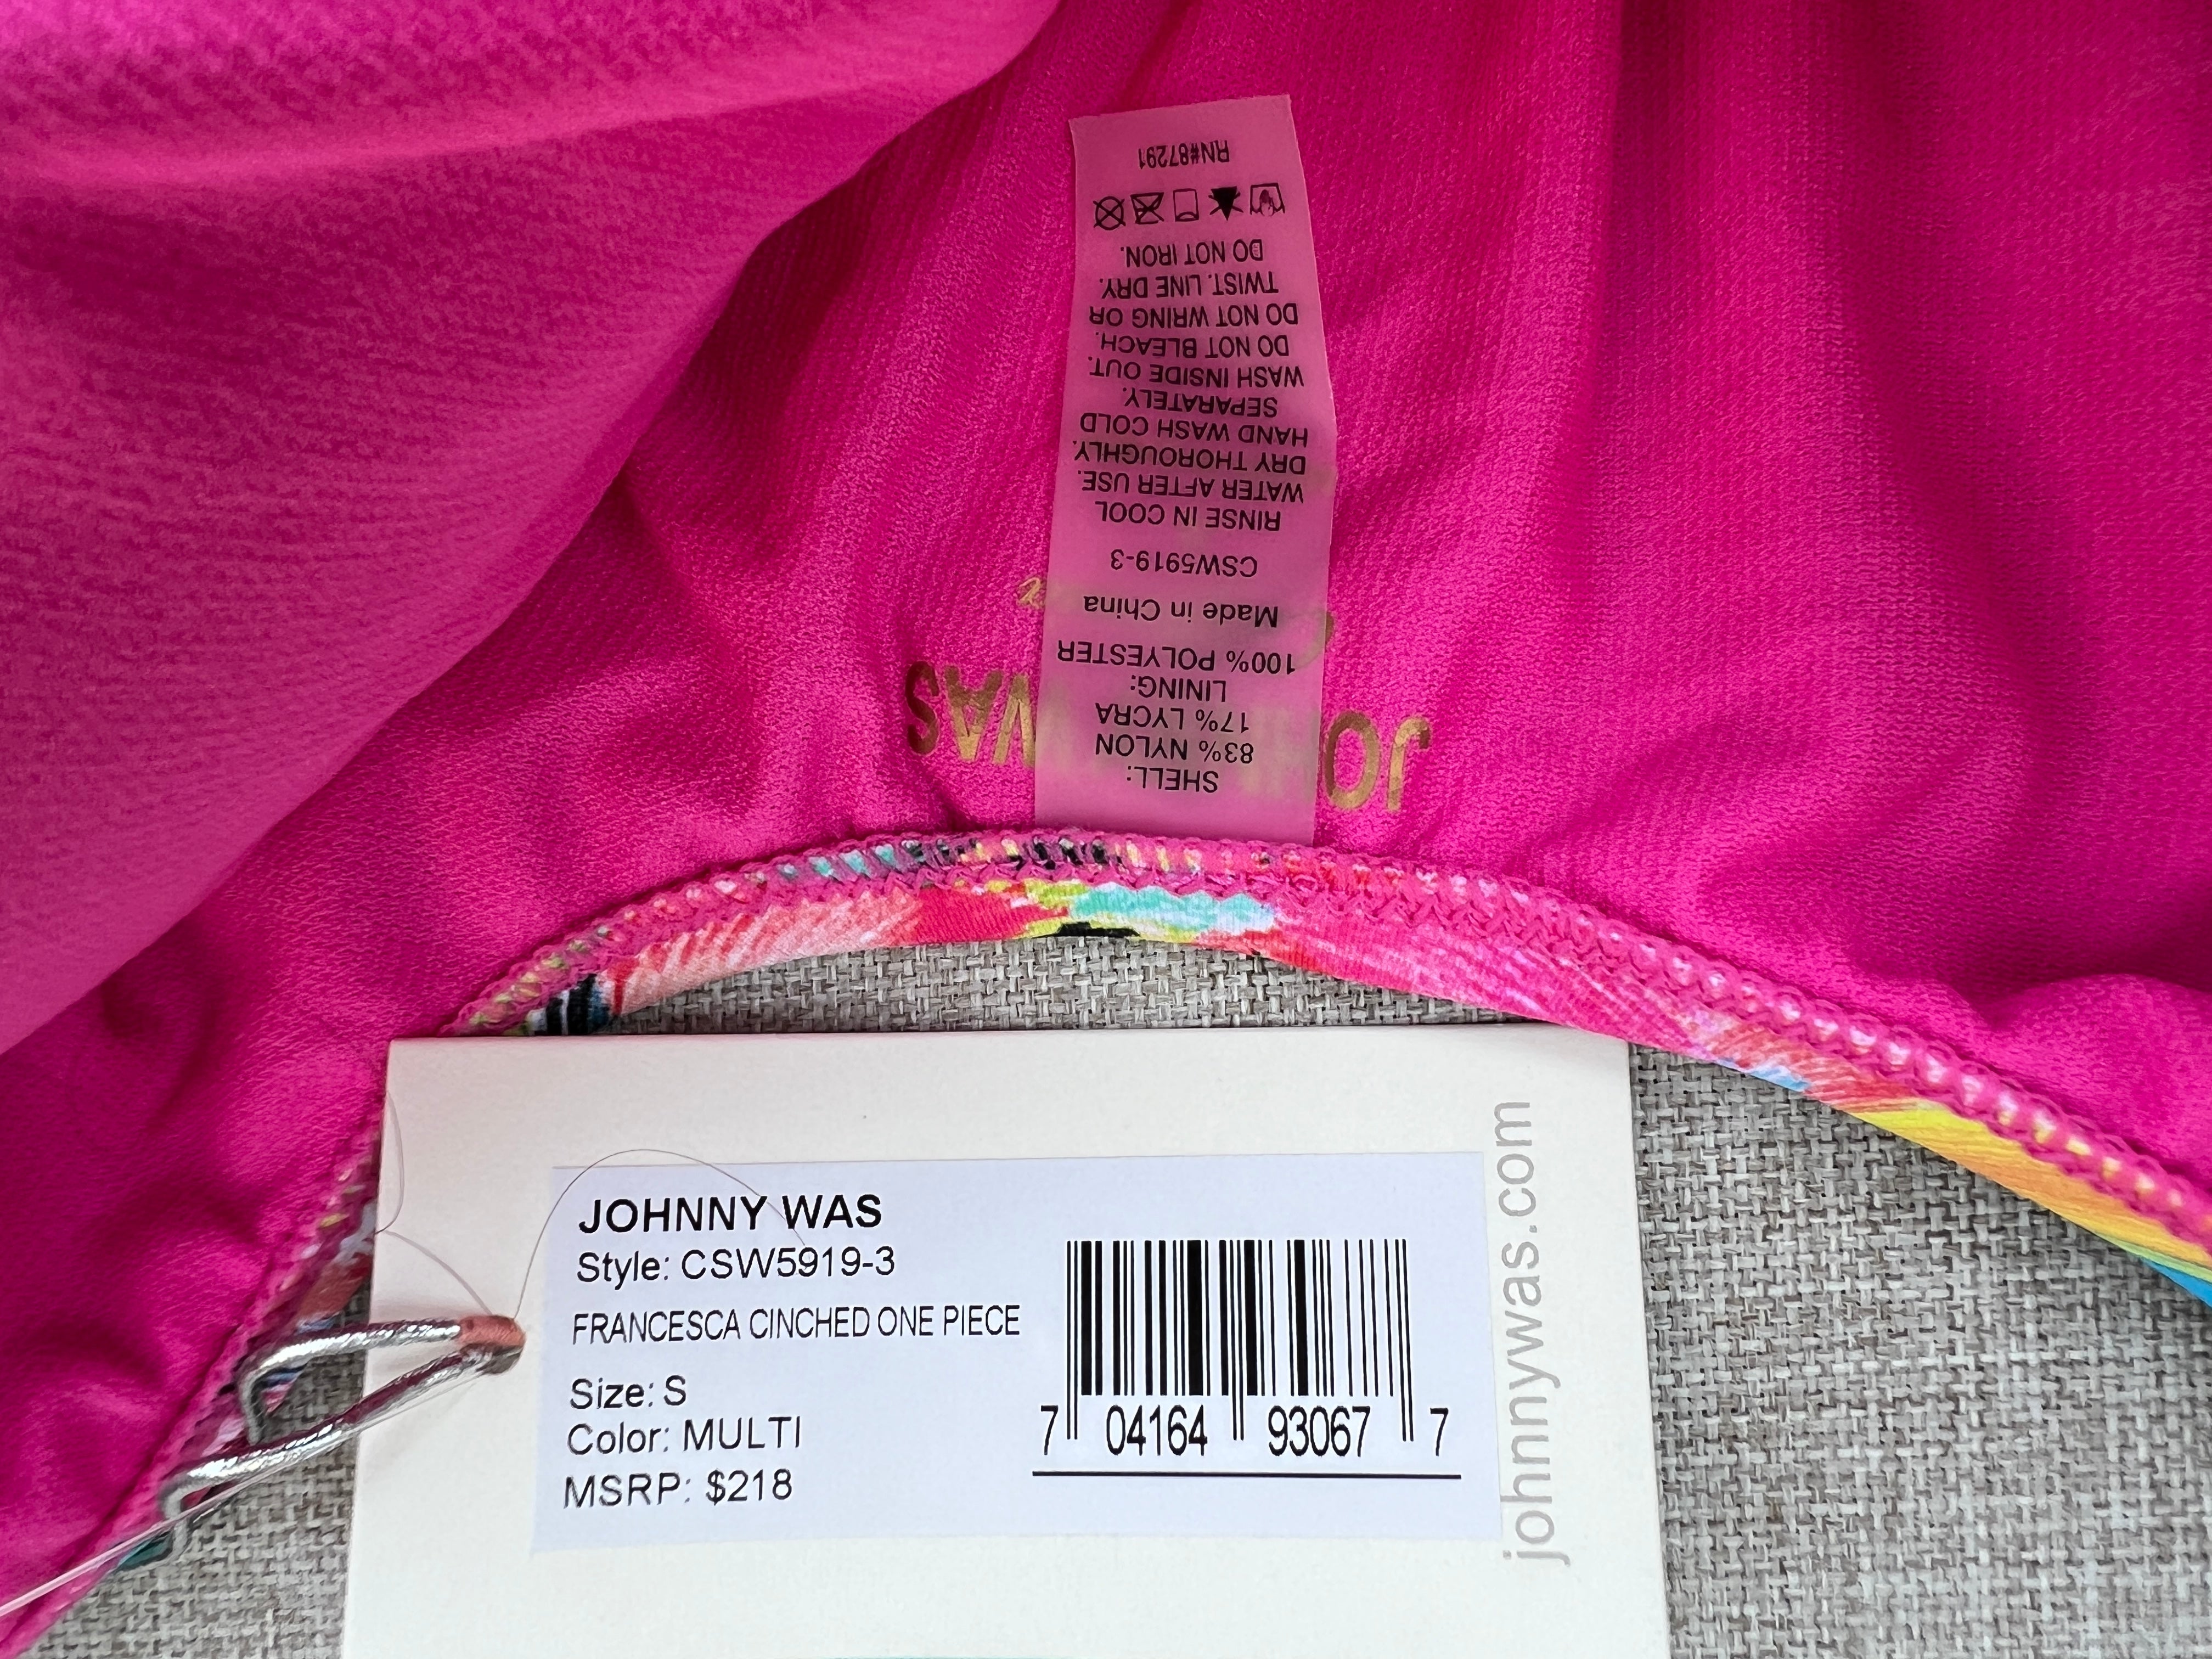 RN#87291
DO NOT IRON.
TWIST. LINE DRY.
DO NOT WRING OR
DO NOT BLEACH.
WASH INSIDE OUT.
SEPARATELY.
HAND WASH COLD
DRY THOROUGHLY.
WATER AFTER USE.
RINSE IN COOL
CSW5919-3
Made in China
100% POLYESTER
LINING:
17% LYCRA
83% NYLON
SHELL:
JO WAS
JOHNNY WAS
Style: CSW5919-3
FRANCESCA CINCHED ONE PIECE
Size: S
Color: MULTI
MSRP: $218
7 04164 93067 7
johnnywas.com